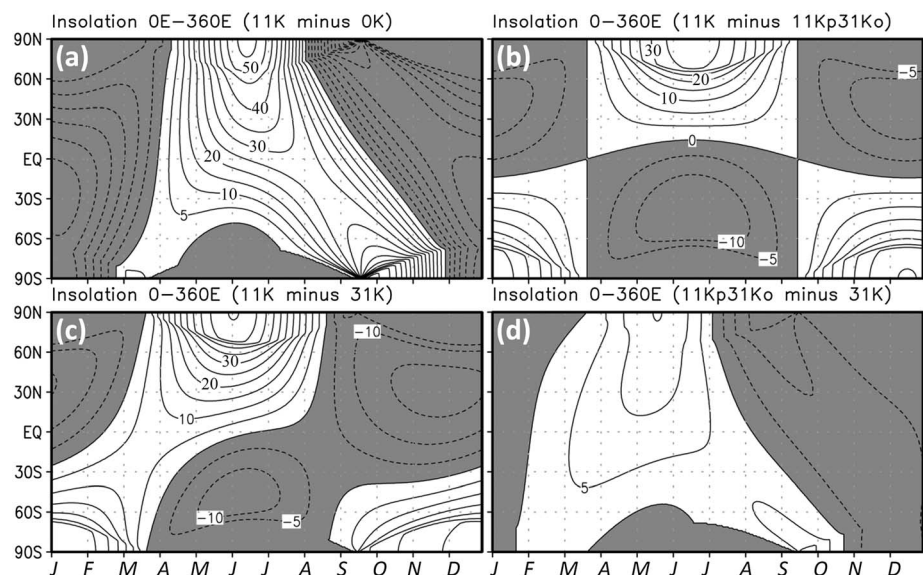 Insolation 0E-360E (11K minus 0K)
Insolation 0-360E (11K minus 11Kp31Ko)
(a)
(b)
90N
60N
30N
EQ
30S
60S
90S
50
40
30
20
10
5
30
20
10
0
-10
-5
-5
Insolation 0-360E (11K minus 31K)
Insolation 0-360E (11Kp31Ko minus 31K)
(c)
(d)
90N
60N
30N
EQ
30S
60S
90S
30
20
10
-10
-10
-5
5
J F M A M J J A S O N D
J F M A M J J A S O N D